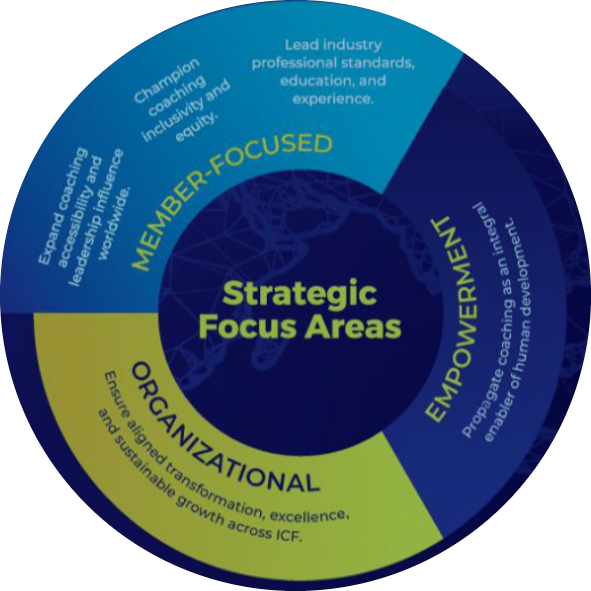 Strategic
Focus Areas
MEMBER-FOCUSED
Expand coaching
accessibility and
leadership influence
worldwide.
Champion
coaching
inclusivity and
equity.
Lead industry
professional standards,
education, and
experience.
EMPOWERMENT
Propagate coaching as an integral
enabler of human development.
ORGANIZATIONAL
Ensure aligned transformation, excellence,
and sustainable growth across ICF.